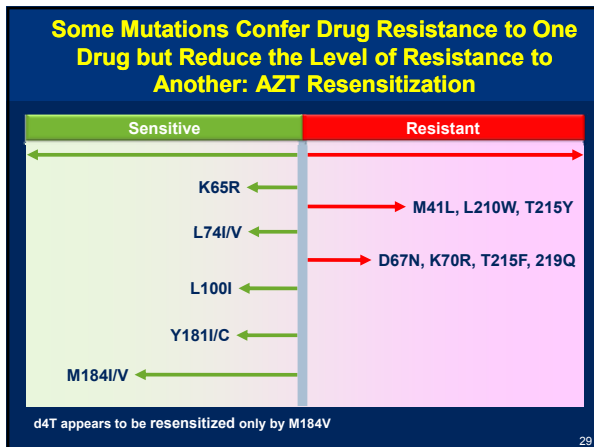 Some Mutations Confer Drug Resistance to One
Drug but Reduce the Level of Resistance to
Another: AZT Resensitization
Sensitive
Resistant
K65R
M41L, L210W, T215Y
L74I/V
D67N, K70R, T215F, 219Q
L100I
Y181I/C
M184I/V
d4T appears to be resensitized only by M184V
29